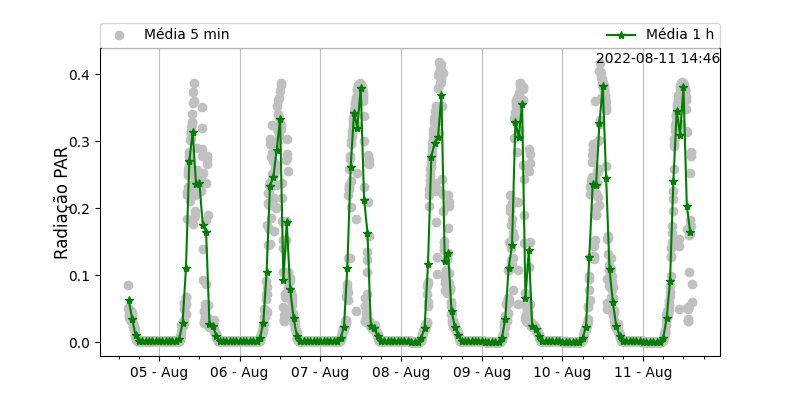 Média 5 min
Média 1 h
2022-08-11 14:46
Radiação PAR
0.4
0.3
0.2
0.1
0.0
05 - Aug
06 - Aug
07 - Aug
08 - Aug
09 - Aug
10 - Aug
11 - Aug